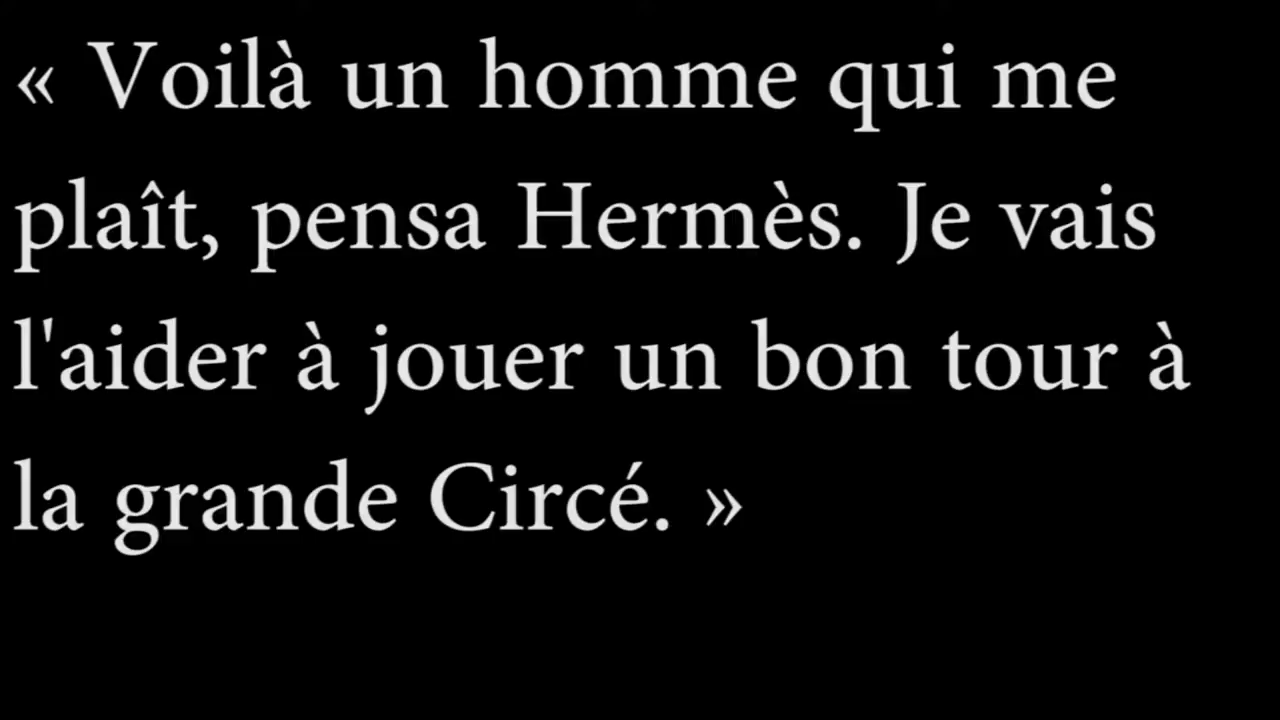 « Voilà un homme qui me
plaît, pensa Hermès. Je vais
l'aider à jouer un bon tour à
la grande Circé. »